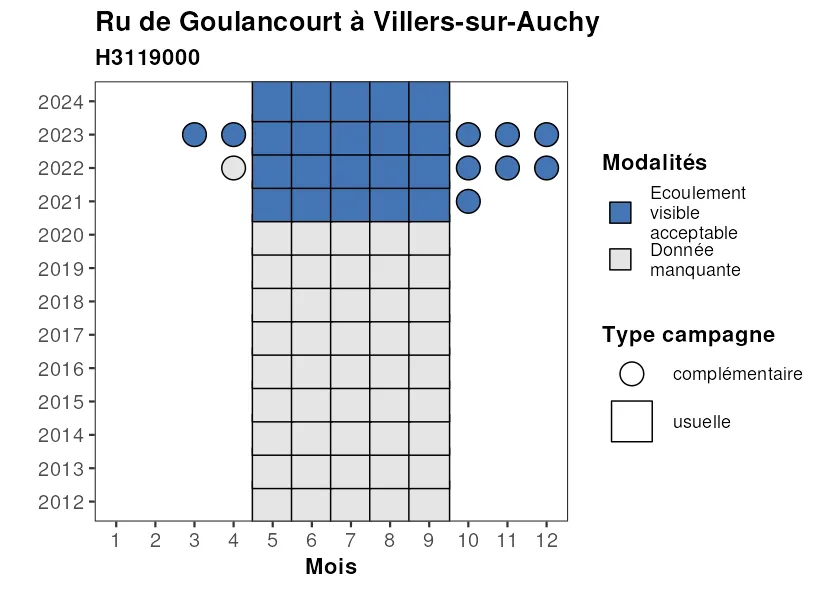 Ru de Goulancourt à Villers-sur-Auchy
H3119000
2024
2023
2022
2021
2020
2019
2018
2017
2016
2015
2014
2013
2012
1 2 3 4 5 6 7 8 9 10 11 12
Mois
Modalités
Ecoulement
visible
acceptable
Donnée
manquante
Type campagne
complémentaire
usuelle